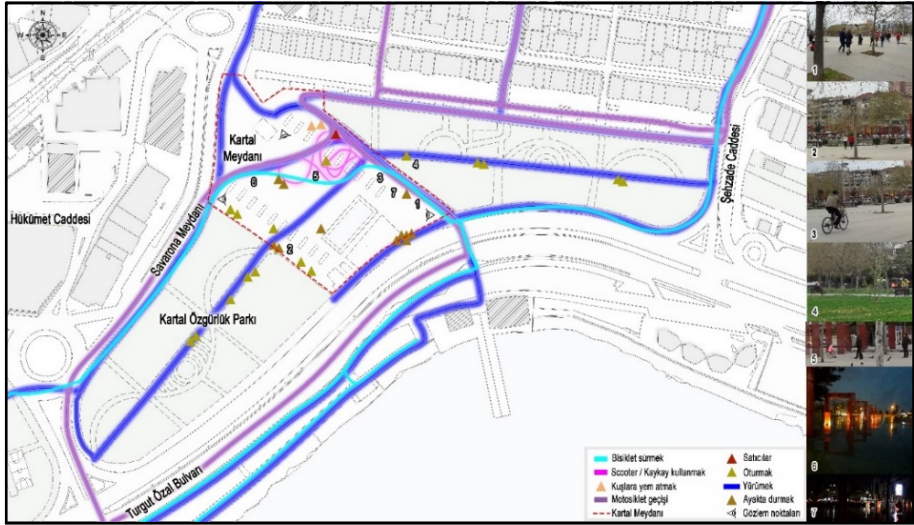 N
W
E
S
Kartal
Meydanı
Hükümet Caddesi
Savarona Meydanı
Kartal Özgürlük Parkı
Turgut Özal Bulvarı
Şehzade Caddesi
1
2
3
4
5
6
7
1
2
3
4
5
6
7
Bisiklet sürmek
Scooter / Kaykay kullanmak
Kuşlara yem atmak
Motosiklet geçişi
Kartal Meydanı
Satıcılar
Oturmak
Yürümek
Ayakta durmak
Gözlem noktaları